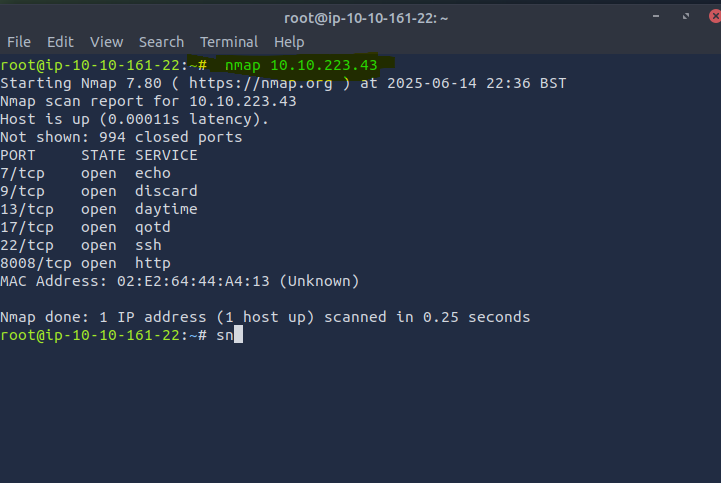 root@ip-10-10-161-22: ~
File Edit View Search Terminal Help
root@ip-10-10-161-22:~# nmap 10.10.223.43
Starting Nmap 7.80 ( https://nmap.org ) at 2025-06-14 22:36 BST
Nmap scan report for 10.10.223.43
Host is up (0.00011s latency).
Not shown: 994 closed ports
PORT     STATE SERVICE
7/tcp    open  echo
9/tcp    open  discard
13/tcp   open  daytime
17/tcp   open  qotd
22/tcp   open  ssh
8008/tcp open  http
MAC Address: 02:E2:64:44:A4:13 (Unknown)
Nmap done: 1 IP address (1 host up) scanned in 0.25 seconds
root@ip-10-10-161-22:~# sn